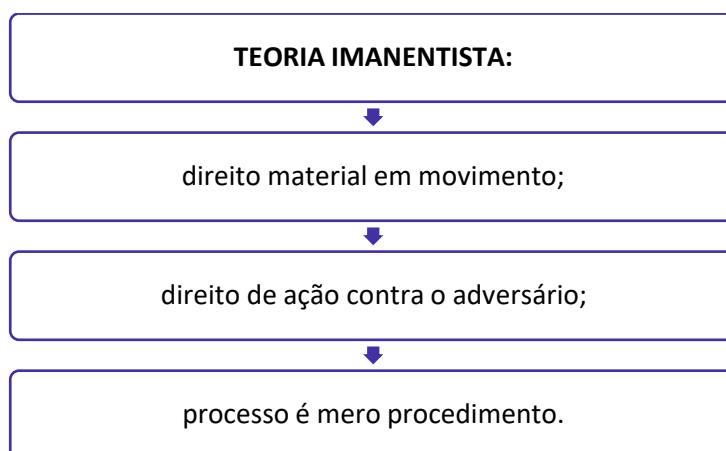 TEORIA IMANENTISTA:
direito material em movimento;
direito de ação contra o adversário;
processo é mero procedimento.